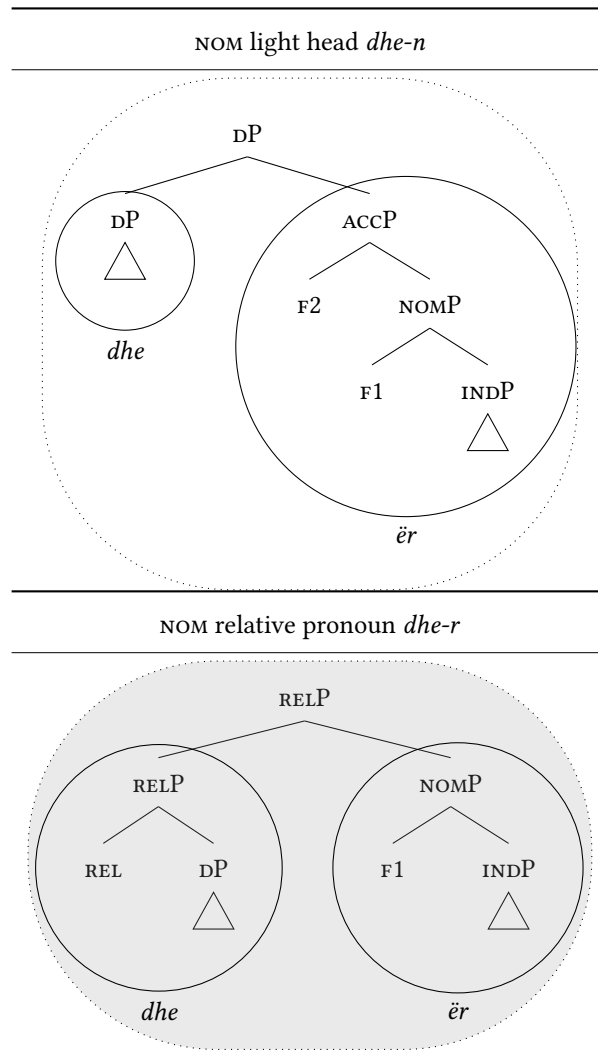 NOM light head dhe-n
DP
DP ACCP
F2 NOMP
dhe
F1 INDP
ër
NOM relative pronoun dhe-r
RELP
RELP NOMP
REL DP F1 INDP
dhe ër